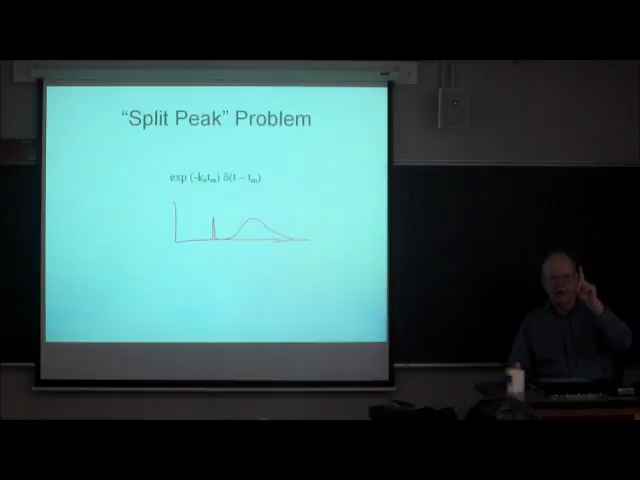 “Split Peak” Problem
exp (-kₐtₘ) δ(t – tₘ)